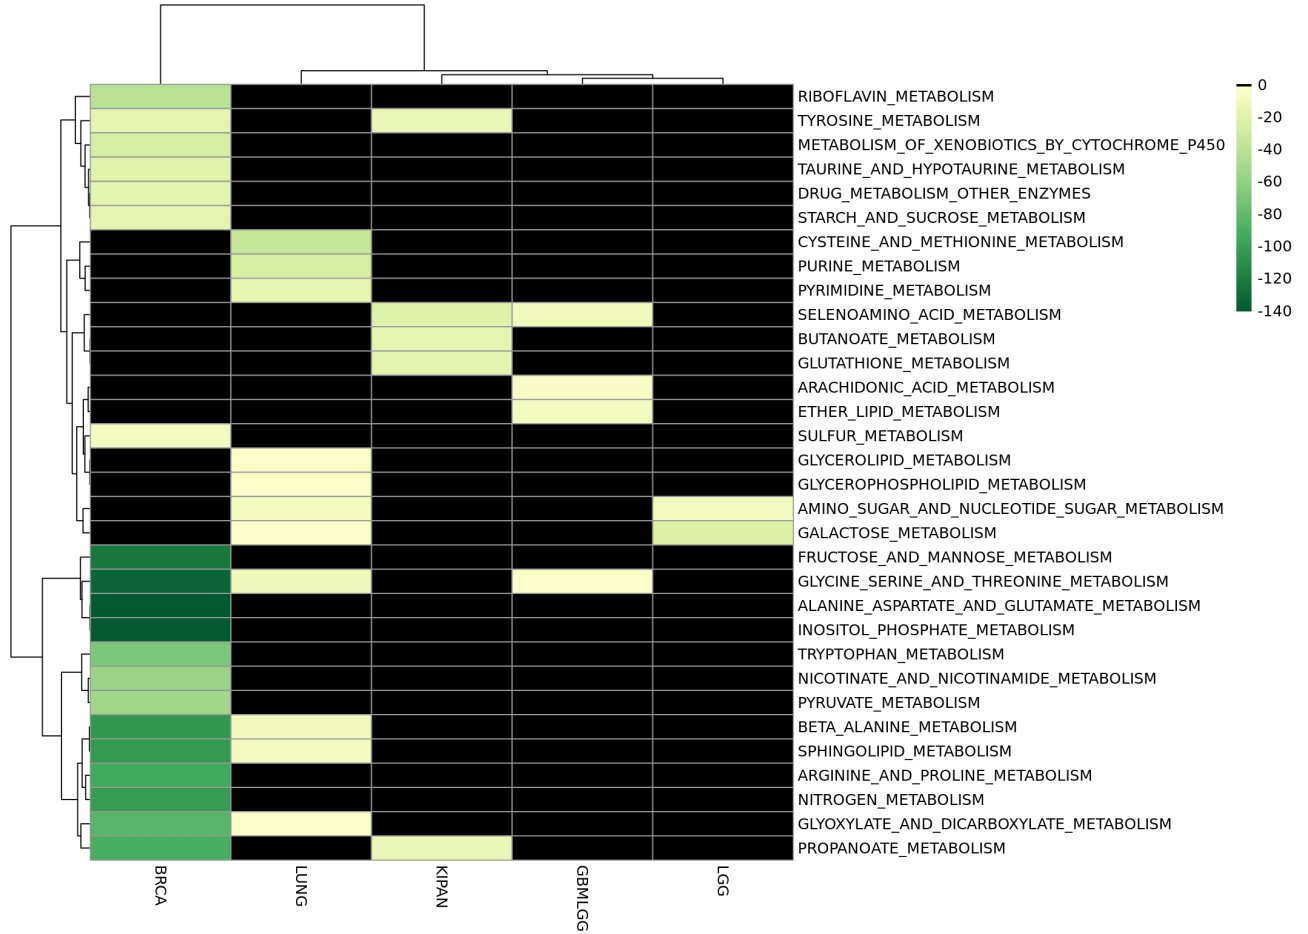 RIBOFLAVIN_METABOLISM
TYROSINE_METABOLISM
METABOLISM_OF_XENOBIOTICS_BY_CYTOCHROME_P450
TAURINE_AND_HYPOTAURINE_METABOLISM
DRUG_METABOLISM_OTHER_ENZYMES
STARCH_AND_SUCROSE_METABOLISM
CYSTEINE_AND_METHIONINE_METABOLISM
PURINE_METABOLISM
PYRIMIDINE_METABOLISM
SELENOAMINO_ACID_METABOLISM
BUTANOATE_METABOLISM
GLUTATHIONE_METABOLISM
ARACHIDONIC_ACID_METABOLISM
ETHER_LIPID_METABOLISM
SULFUR_METABOLISM
GLYCEROLIPID_METABOLISM
GLYCEROPHOSPHOLIPID_METABOLISM
AMINO_SUGAR_AND_NUCLEOTIDE_SUGAR_METABOLISM
GALACTOSE_METABOLISM
FRUCTOSE_AND_MANNOSE_METABOLISM
GLYCINE_SERINE_AND_THREONINE_METABOLISM
ALANINE_ASPARTATE_AND_GLUTAMATE_METABOLISM
INOSITOL_PHOSPHATE_METABOLISM
TRYPTOPHAN_METABOLISM
NICOTINATE_AND_NICOTINAMIDE_METABOLISM
PYRUVATE_METABOLISM
BETA_ALANINE_METABOLISM
SPHINGOLIPID_METABOLISM
ARGININE_AND_PROLINE_METABOLISM
NITROGEN_METABOLISM
GLYOXYLATE_AND_DICARBOXYLATE_METABOLISM
PROPANOATE_METABOLISM
BRCA
LUNG
KIPAN
GBMLGG
LGG
0
-20
-40
-60
-80
-100
-120
-140